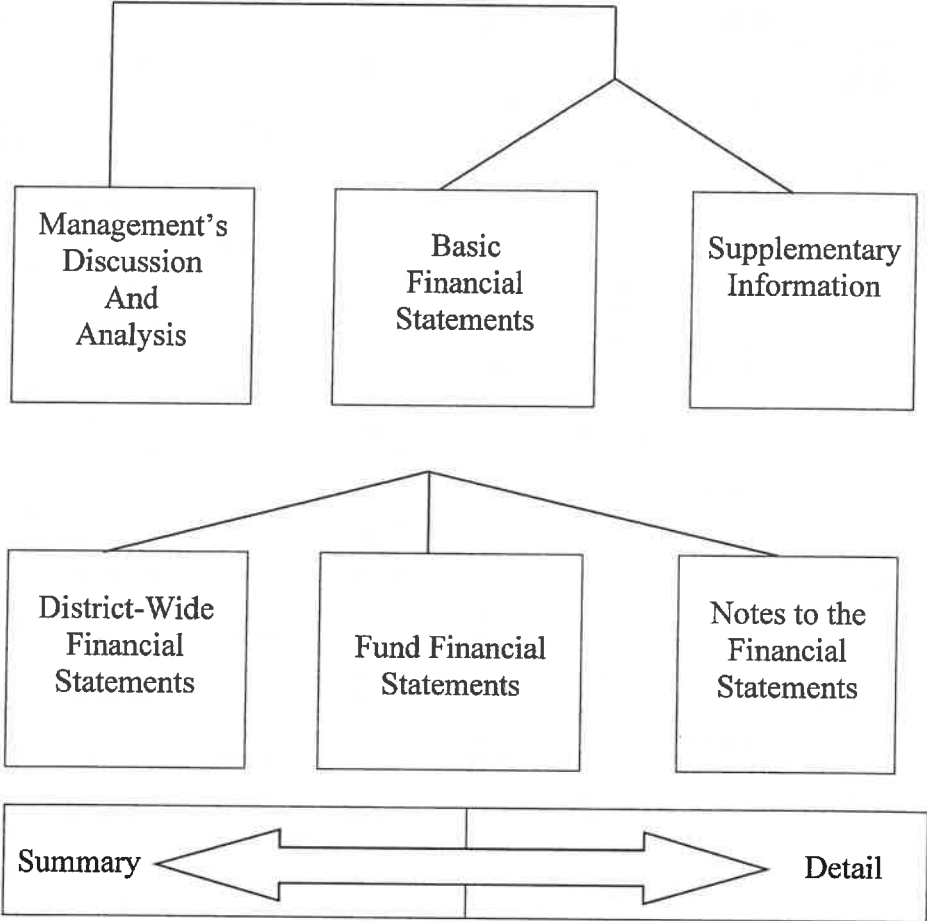 Management's
Discussion
And
Analysis
Basic
Financial
Statements
Supplementary
Information
District-Wide
Financial
Statements
Fund Financial
Statements
Notes to the
Financial
Statements
Summary
Detail